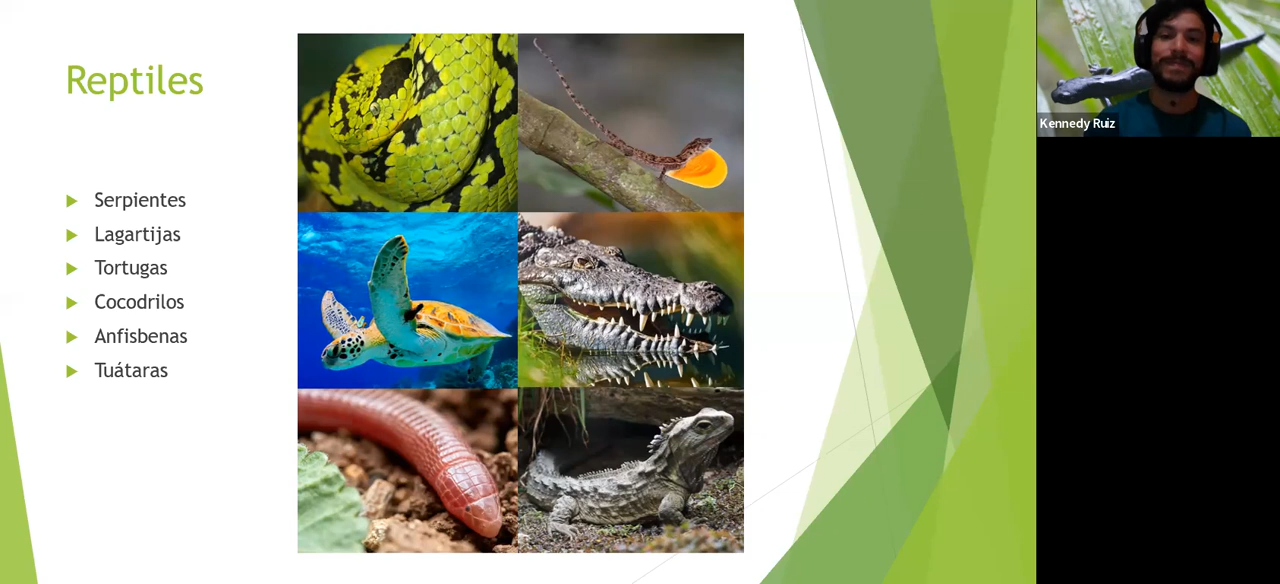 Reptiles
Serpientes
Lagartijas
Tortugas
Cocodrilos
Anfisbenas
Tuátaras
Kennedy Ruiz